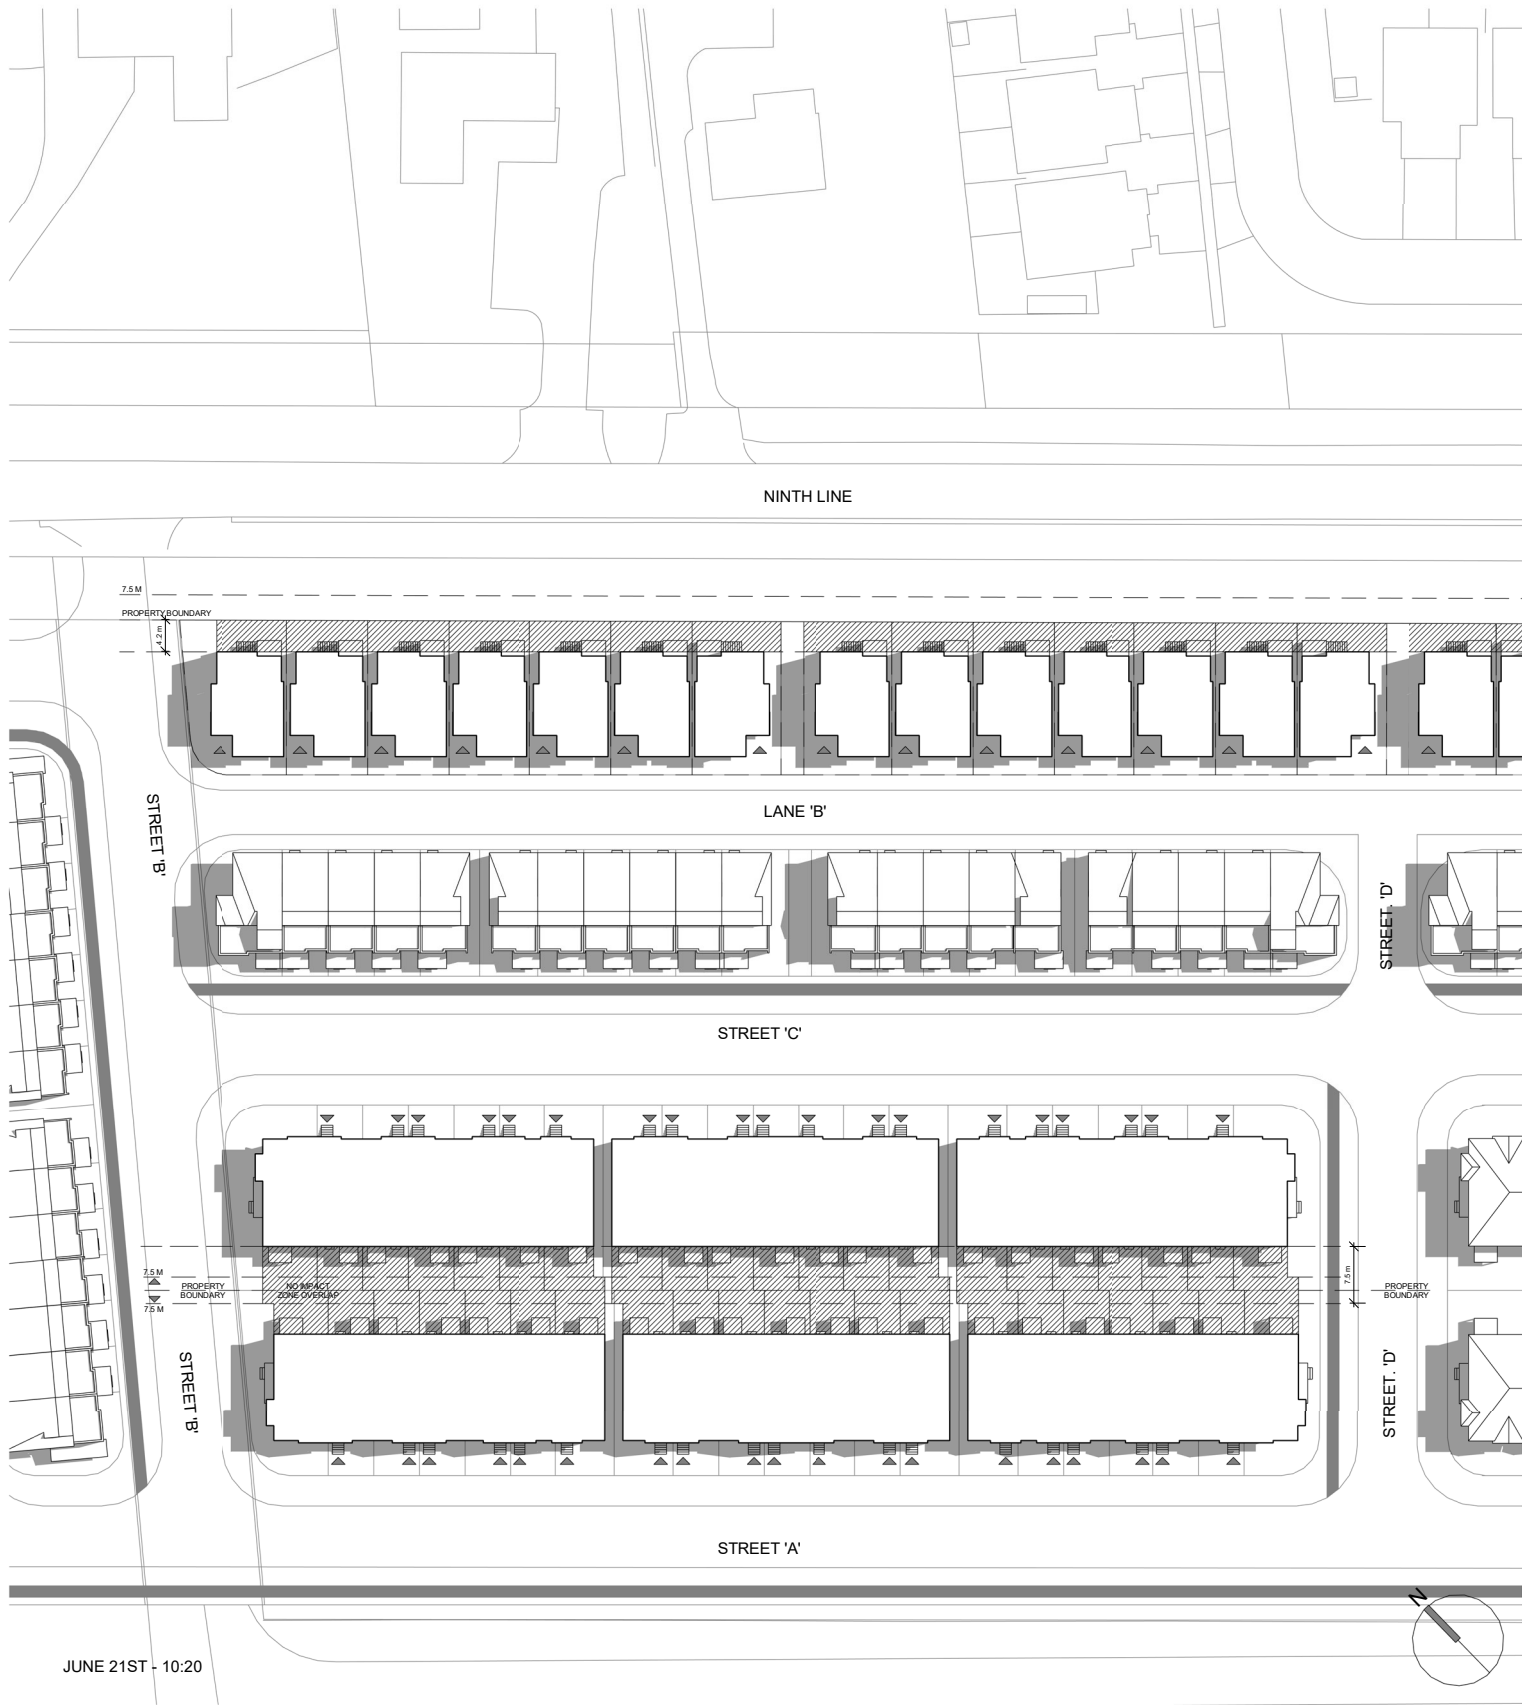 NINTH LINE
7.5 M
PROPERTY BOUNDARY
4.2 m
LANE 'B'
STREET 'B'
STREET. 'D'
STREET 'C'
7.5 M
PROPERTY
BOUNDARY
7.5 M
NO IMPACT
ZONE OVERLAP
7.5 m
PROPERTY
BOUNDARY
STREET 'B'
STREET. 'D'
STREET 'A'
N
JUNE 21ST - 10:20